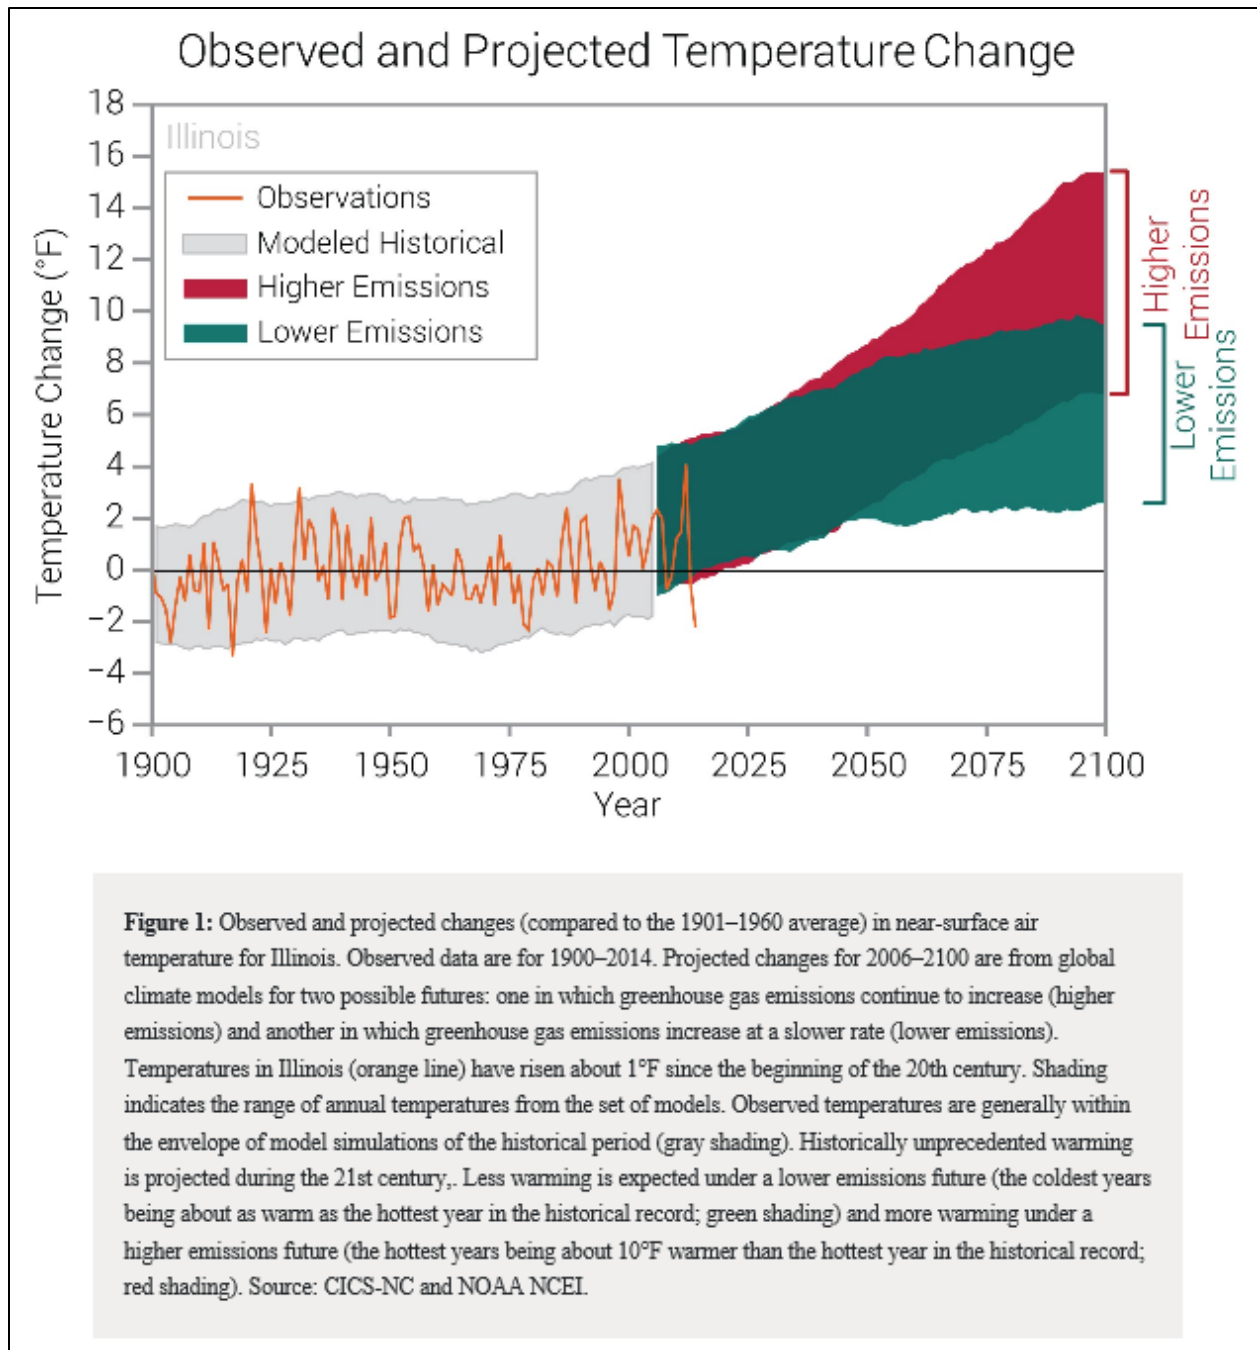 Observed and Projected Temperature Change
Illinois
Observations
Modeled Historical
Higher Emissions
Lower Emissions
Temperature Change (°F)
18
16
14
12
10
8
6
4
2
0
−2
−4
−6
1900 1925 1950 1975 2000 2025 2050 2075 2100
Year
Higher
Emissions
Lower
Emissions
Figure 1: Observed and projected changes (compared to the 1901–1960 average) in near-surface air
temperature for Illinois. Observed data are for 1900–2014. Projected changes for 2006–2100 are from global
climate models for two possible futures: one in which greenhouse gas emissions continue to increase (higher
emissions) and another in which greenhouse gas emissions increase at a slower rate (lower emissions).
Temperatures in Illinois (orange line) have risen about 1°F since the beginning of the 20th century. Shading
indicates the range of annual temperatures from the set of models. Observed temperatures are generally within
the envelope of model simulations of the historical period (gray shading). Historically unprecedented warming
is projected during the 21st century,. Less warming is expected under a lower emissions future (the coldest years
being about as warm as the hottest year in the historical record; green shading) and more warming under a
higher emissions future (the hottest years being about 10°F warmer than the hottest year in the historical record;
red shading). Source: CICS-NC and NOAA NCEI.